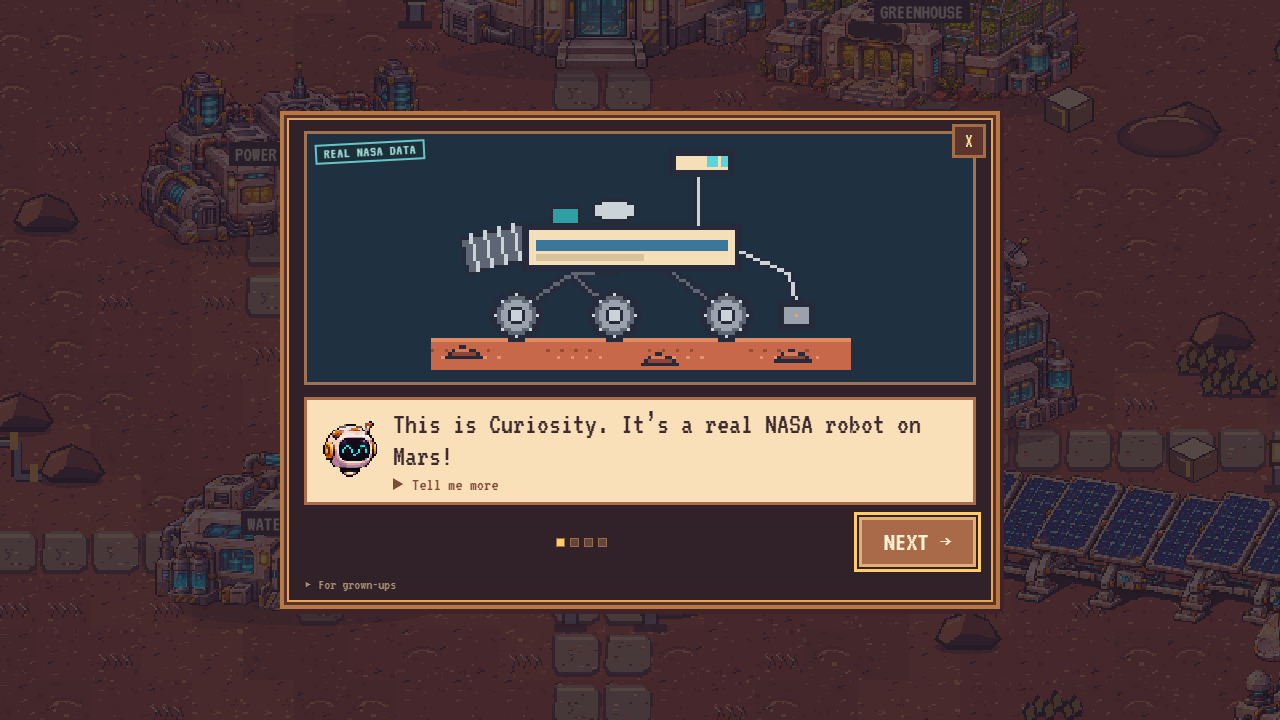 GREENHOUSE
POWER
REAL NASA DATA
X
This is Curiosity. It's a real NASA robot on
Mars!
▶ Tell me more
WATE
NEXT →
▶ For grown-ups